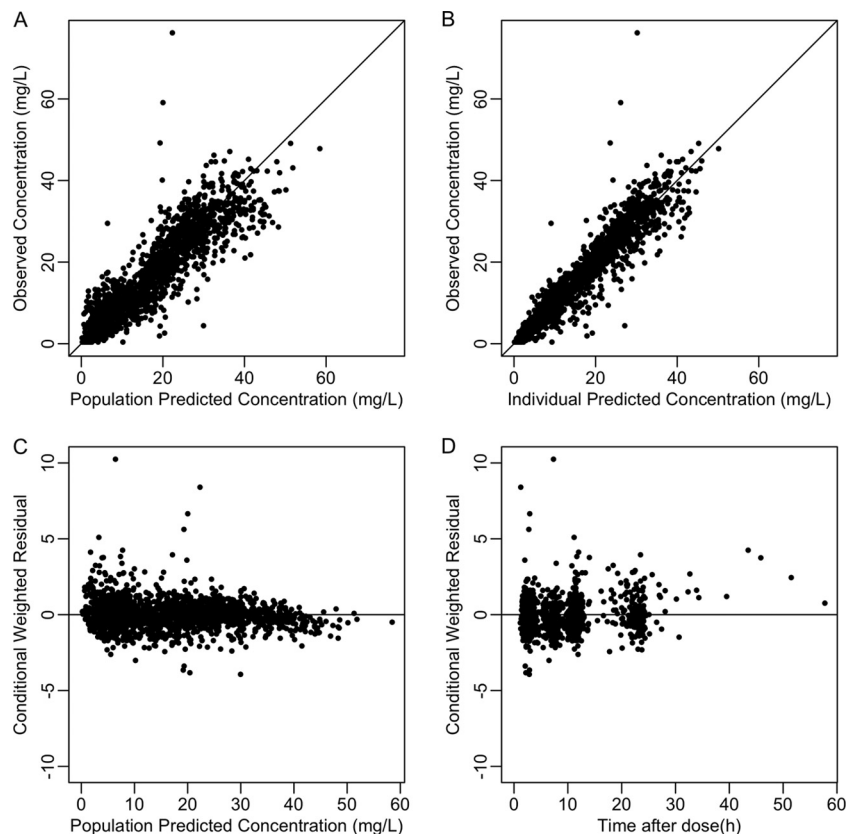 A
Observed Concentration (mg/L)
60
40
20
0
0 20 40 60
Population Predicted Concentration (mg/L)
B
Observed Concentration (mg/L)
60
40
20
0
0 20 40 60
Individual Predicted Concentration (mg/L)
C
Conditional Weighted Residual
10
5
0
-5
-10
0 10 20 30 40 50 60
Population Predicted Concentration (mg/L)
D
Conditional Weighted Residual
10
5
0
-5
-10
0 10 20 30 40 50 60
Time after dose(h)